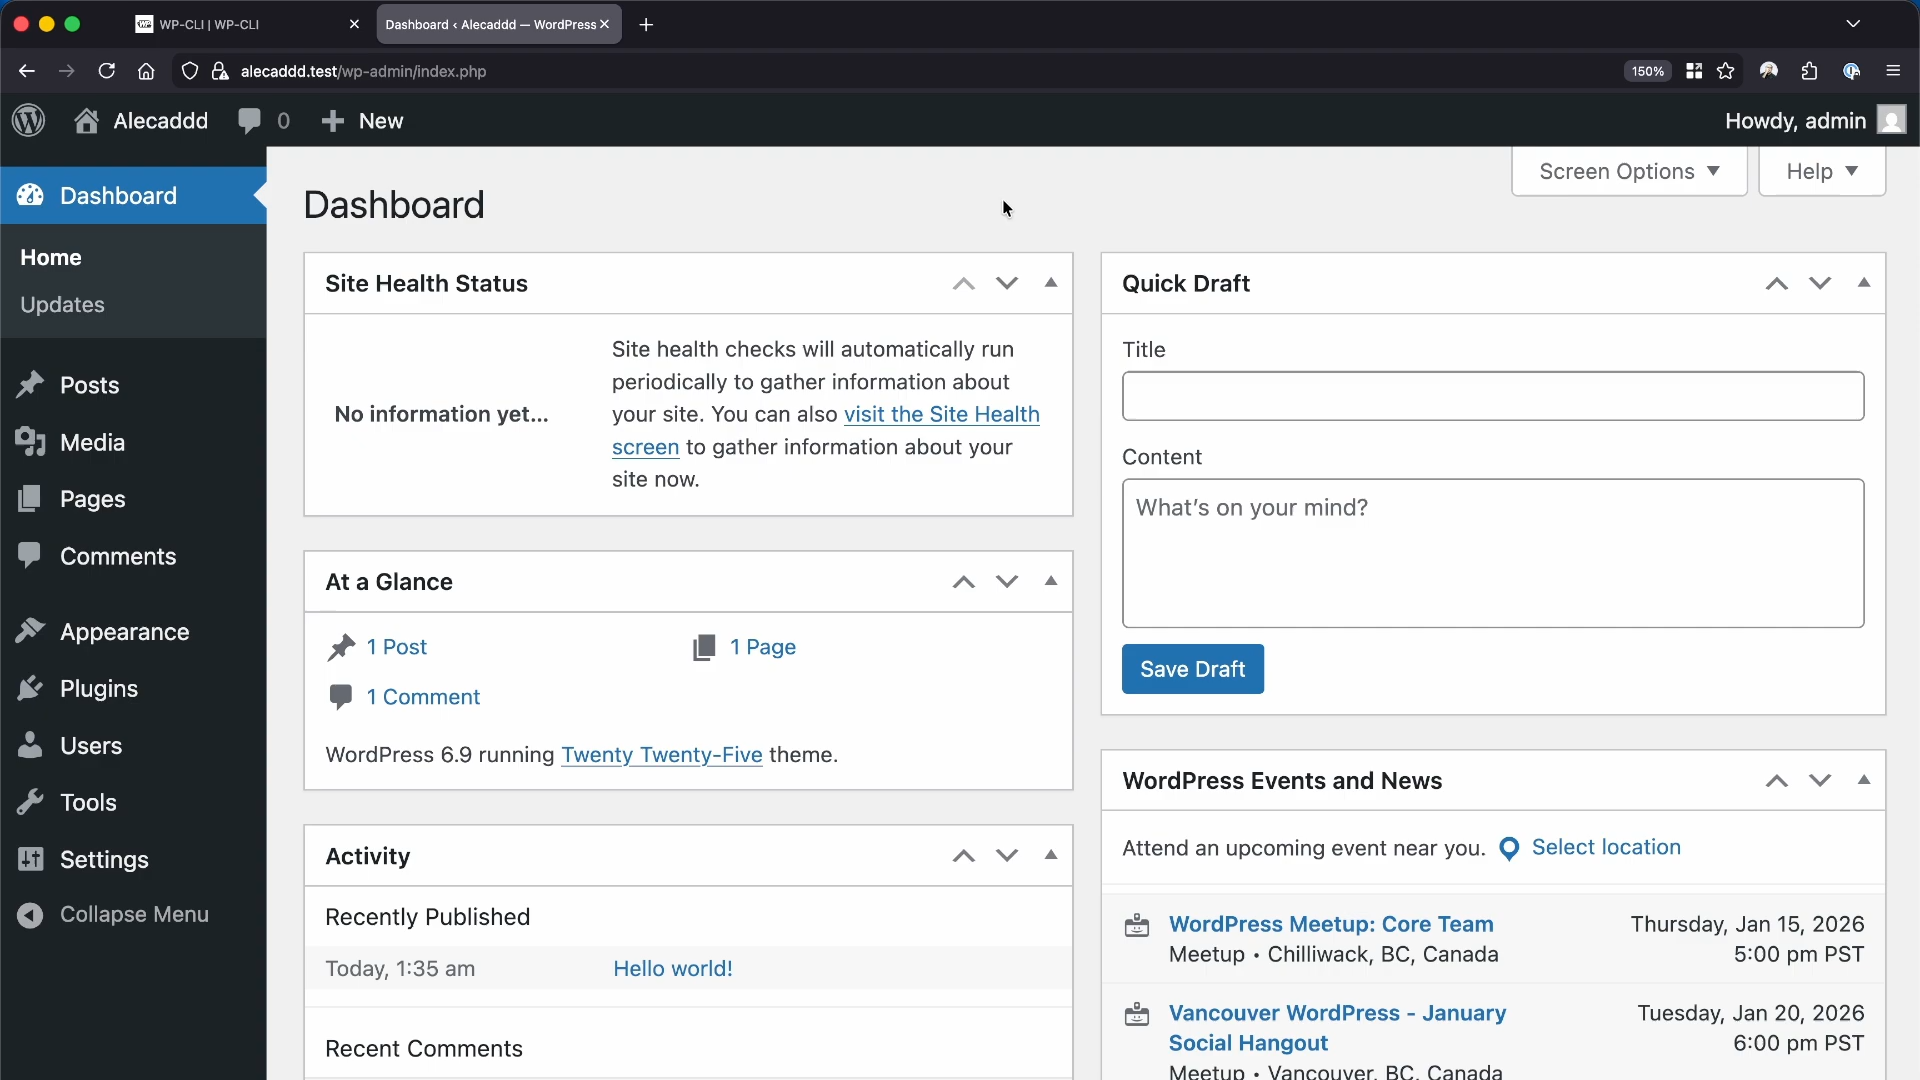 WP-CLI | WP-CLI
Dashboard ‹ Alecaddd — WordPress
alecaddd.test/wp-admin/index.php
150%
Alecaddd
0
New
Howdy, admin
Screen Options
Help
Dashboard
Home
Updates
Posts
Media
Pages
Comments
Appearance
Plugins
Users
Tools
Settings
Collapse Menu
Dashboard
Site Health Status
No information yet...
Site health checks will automatically run
periodically to gather information about
your site. You can also visit the Site Health
screen to gather information about your
site now.
At a Glance
1 Post
1 Page
1 Comment
WordPress 6.9 running Twenty Twenty-Five theme.
Activity
Recently Published
Today, 1:35 am
Hello world!
Recent Comments
Quick Draft
Title
Content
What's on your mind?
Save Draft
WordPress Events and News
Attend an upcoming event near you.
Select location
WordPress Meetup: Core Team
Thursday, Jan 15, 2026
Meetup • Chilliwack, BC, Canada
5:00 pm PST
Vancouver WordPress - January
Tuesday, Jan 20, 2026
Social Hangout
6:00 pm PST
Meetup • Vancouver, BC, Canada